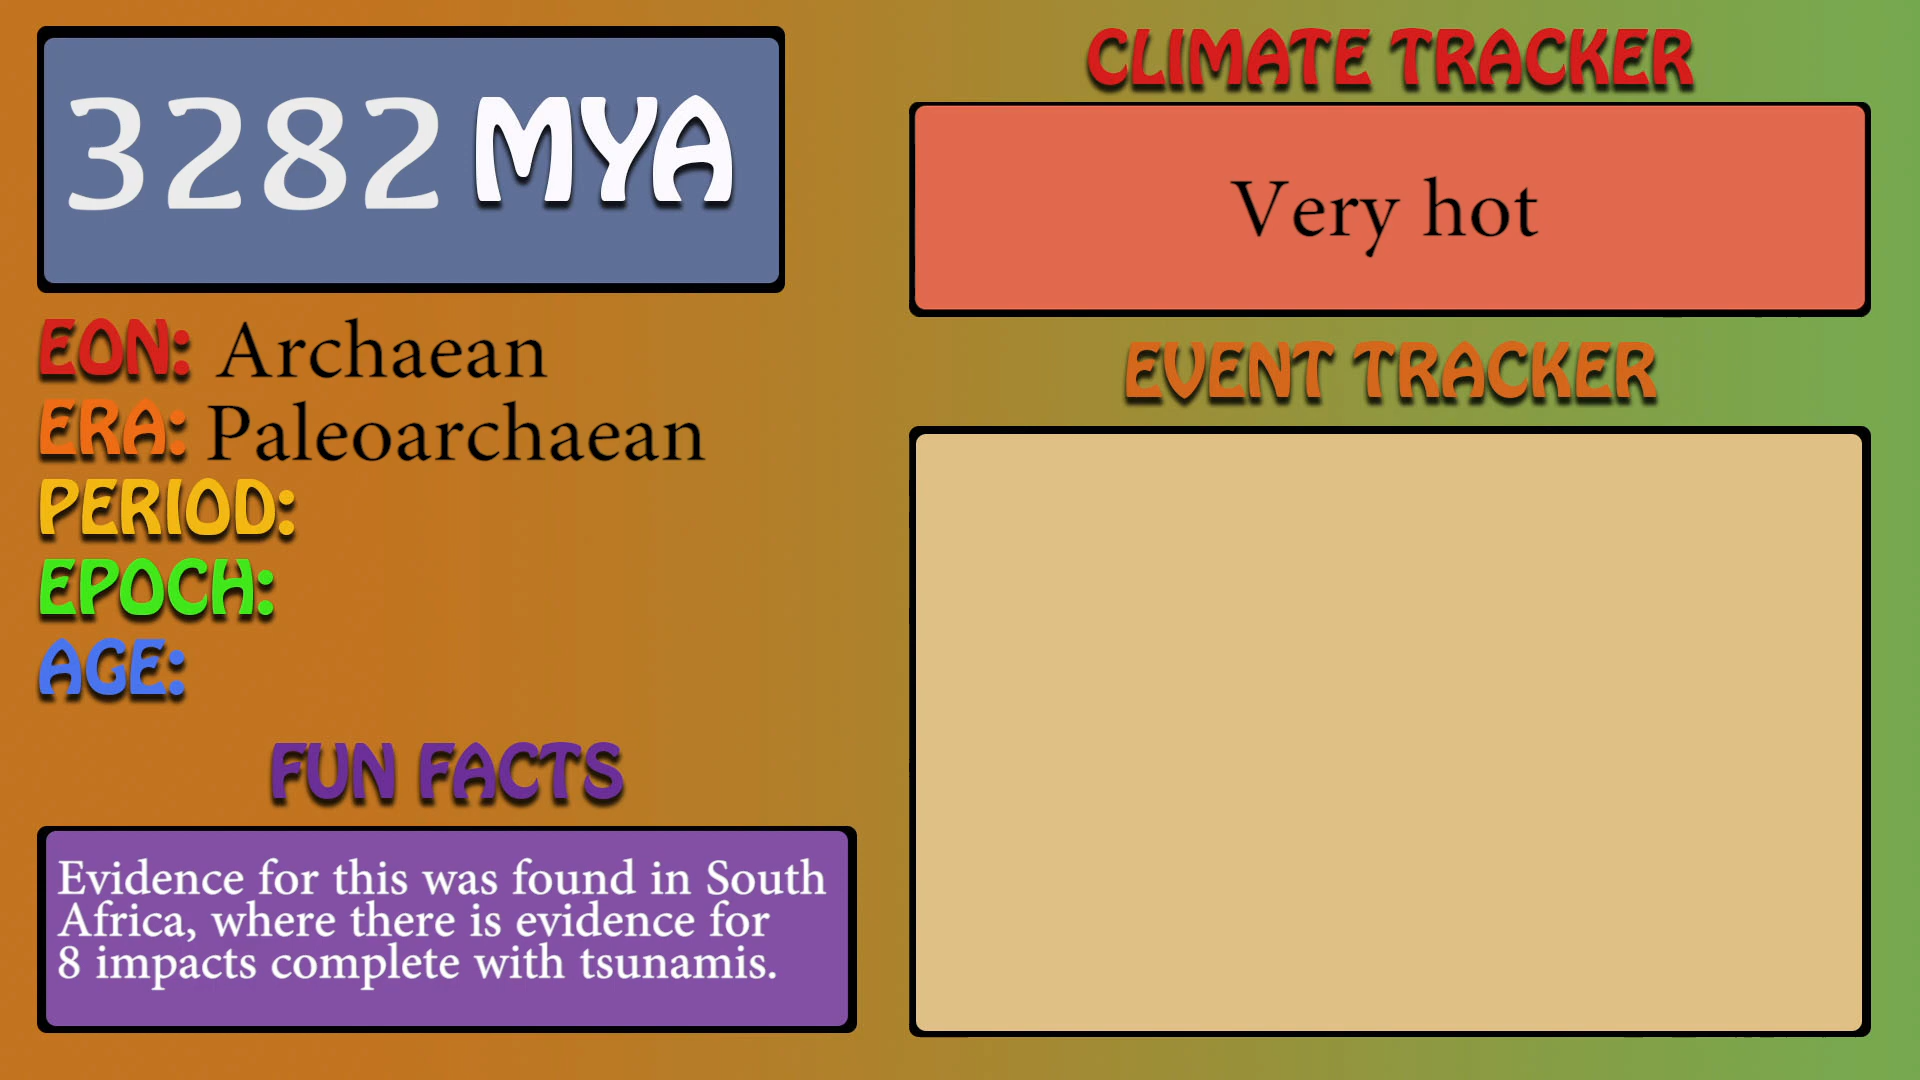 3282 MYA
EON: Archaean
ERA: Paleoarchaean
PERIOD:
EPOCH:
AGE:
FUN FACTS
Evidence for this was found in South
Africa, where there is evidence for
8 impacts complete with tsunamis.
CLIMATE TRACKER
Very hot
EVENT TRACKER